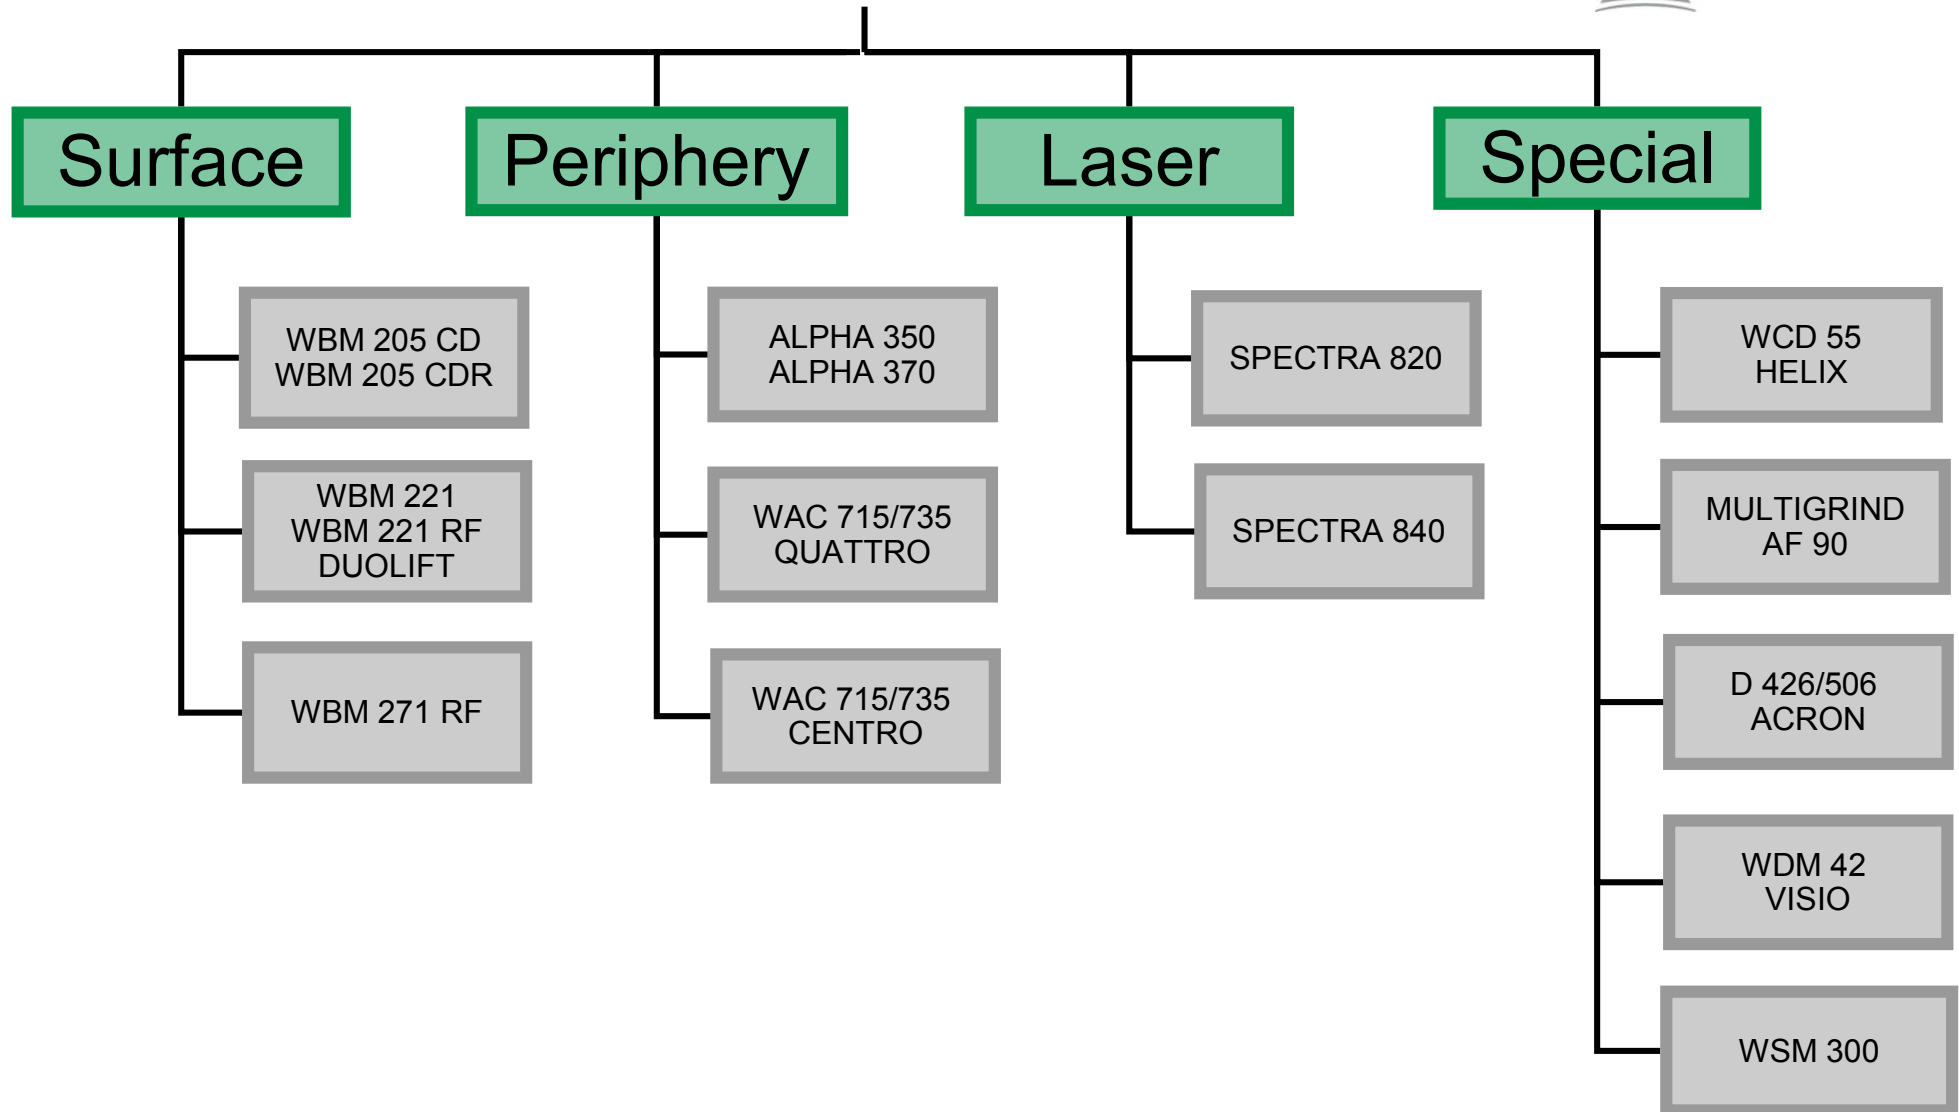 Surface
WBM 205 CD
WBM 205 CDR
WBM 221
WBM 221 RF
DUOLIFT
WBM 271 RF
Periphery
ALPHA 350
ALPHA 370
WAC 715/735
QUATTRO
WAC 715/735
CENTRO
Laser
SPECTRA 820
SPECTRA 840
Special
WCD 55
HELIX
MULTIGRIND
AF 90
D 426/506
ACRON
WDM 42
VISIO
WSM 300